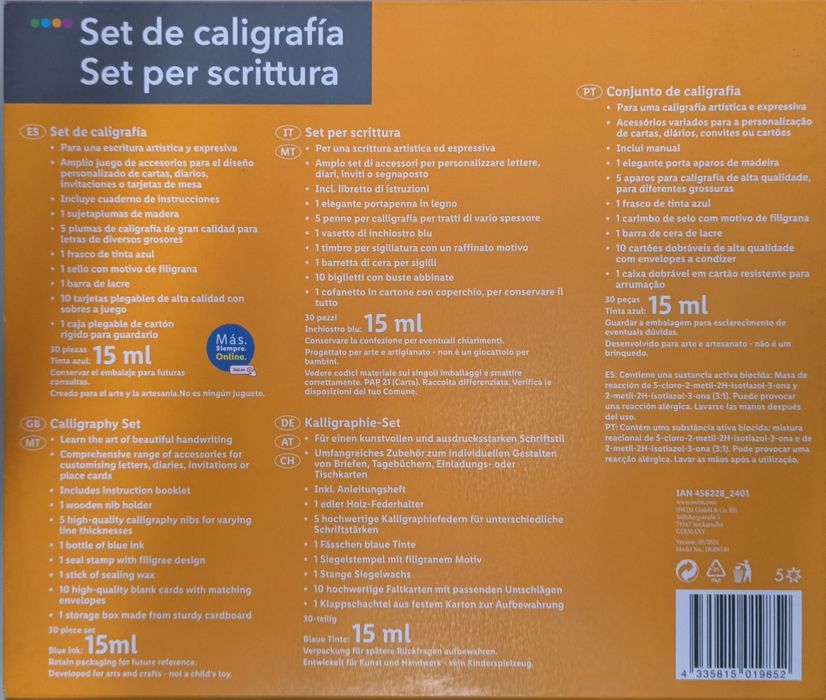 Set de caligrafía
Set per scrittura
ES Set de caligrafía
• Para una escritura artística y expresiva
• Amplio juego de accesorios para el diseño
personalizado de cartas, diarios,
invitaciones o tarjetas de mesa
• Incluye cuaderno de instrucciones
• 1 sujetaplumas de madera
• 5 plumas de caligrafía de gran calidad para
letras de diversos grosores
• 1 frasco de tinta azul
• 1 sello con motivo de filigrana
• 1 barra de lacre
• 10 tarjetas plegables de alta calidad con
sobres a juego
• 1 caja plegable de cartón
rígido para guardarlo
30 piezas
Tinta azul: 15 ml
Conservar el embalaje para futuras
consultas.
Creado para el arte y la artesanía.No es ningún juguete.
Más.
Siempre.
Online.
IT Set per scrittura
MT
• Per una scrittura artistica ed espressiva
• Ampio set di accessori per personalizzare lettere,
diari, inviti o segnaposto
• Incl. libretto di istruzioni
• 1 elegante portapenna in legno
• 5 penne per calligrafia per tratti di vario spessore
• 1 vasetto di inchiostro blu
• 1 timbro per sigillatura con un raffinato motivo
• 1 barretta di cera per sigilli
• 10 biglietti con buste abbinate
• 1 cofanetto in cartone con coperchio, per conservare il
tutto
30 pezzi
Inchiostro blu: 15 ml
Conservare la confezione per eventuali chiarimenti.
Progettato per arte e artigianato - non è un giocattolo per
bambini.
Vedere codici materiale sui singoli imballaggi e smaltire
correttamente. PAP 21 (Carta). Raccolta differenziata. Verifica le
disposizioni del tuo Comune.
PT Conjunto de caligrafia
• Para uma caligrafia artística e expressiva
• Acessórios variados para a personalização
de cartas, diários, convites ou cartões
• Inclui manual
• 1 elegante porta aparos de madeira
• 5 aparos para caligrafia de alta qualidade,
para diferentes grossuras
• 1 frasco de tinta azul
• 1 carimbo de selo com motivo de filigrana
• 1 barra de cera de lacre
• 10 cartões dobráveis de alta qualidade
com envelopes a condizer
• 1 caixa dobrável em cartão resistente para
arrumação
30 peças
Tinta azul: 15 ml
Guardar a embalagem para esclarecimento de
eventuais dúvidas.
Desenvolvido para arte e artesanato - não é um
brinquedo.
ES: Contiene una sustancia activa biocida: Masa de
reacción de 5-cloro-2-metil-2H-isotiazol-3-ona y
2-metil-2H-isotiazol-3-ona (3:1). Puede provocar
una reacción alérgica. Lavarse las manos después
del uso.
PT: Contém uma substância ativa biocida: mistura
reacional de 5-cloro-2-metil-2H-isotiazol-3-ona e de
2-metil-2H-isotiazol-3-ona (3:1). Pode provocar uma
reacção alérgica. Lavar as mãos após a utilização.
GB Calligraphy Set
MT
• Learn the art of beautiful handwriting
• Comprehensive range of accessories for
customising letters, diaries, invitations or
place cards
• Includes instruction booklet
• 1 wooden nib holder
• 5 high-quality calligraphy nibs for varying
line thicknesses
• 1 bottle of blue ink
• 1 seal stamp with filigree design
• 1 stick of sealing wax
• 10 high-quality blank cards with matching
envelopes
• 1 storage box made from sturdy cardboard
30 piece set
Blue ink: 15ml
Retain packaging for future reference.
Developed for arts and crafts - not a child's toy.
DE Kalligraphie-Set
AT
CH
• Für einen kunstvollen und ausdrucksstarken Schriftstil
• Umfangreiches Zubehör zum individuellen Gestalten
von Briefen, Tagebüchern, Einladungs- oder
Tischkarten
• Inkl. Anleitungsheft
• 1 edler Holz-Federhalter
• 5 hochwertige Kalligraphiefedern für unterschiedliche
Schriftstärken
• 1 Fässchen blaue Tinte
• 1 Siegelstempel mit filigranem Motiv
• 1 Stange Siegelwachs
• 10 hochwertige Faltkarten mit passenden Umschlägen
• 1 Klappschachtel aus festem Karton zur Aufbewahrung
30-teilig
Blaue Tinte: 15 ml
Verpackung für spätere Rückfragen aufbewahren.
Entwickelt für Kunst und Handwerk - kein Kinderspielzeug.
IAN 456228_2401
www.owim.com
OWIM GmbH & Co. KG
Stiftsbergstraße 1
74167 Neckarsulm
GERMANY
Version: 08/2024
Model No.: HG09540
21
PAP
5
4 335815 019852